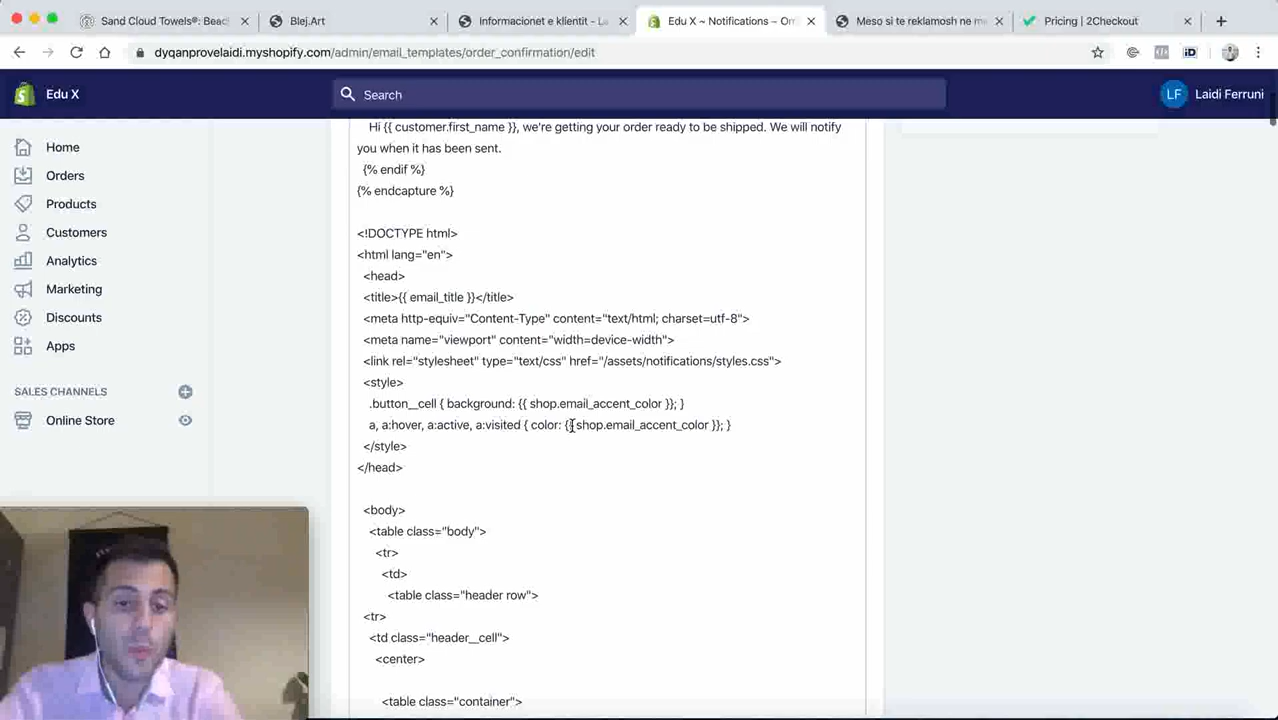 Sand Cloud Towels®: Beac
Blej.Art
Informacionet e klientit - La
Edu X ~ Notifications ~ Orr
Meso si te reklamosh ne m
Pricing | 2Checkout
dyqanprovelaidi.myshopify.com/admin/email_templates/order_confirmation/edit
iD
Edu X
Search
LF
Laidi Ferruni
Home
Orders
Products
Customers
Analytics
Marketing
Discounts
Apps
SALES CHANNELS
Online Store
Hi {{ customer.first_name }}, we're getting your order ready to be shipped. We will notify
you when it has been sent.
{% endif %}
{% endcapture %}
<!DOCTYPE html>
<html lang="en">
<head>
<title>{{ email_title }}</title>
<meta http-equiv="Content-Type" content="text/html; charset=utf-8">
<meta name="viewport" content="width=device-width">
<link rel="stylesheet" type="text/css" href="/assets/notifications/styles.css">
<style>
.button__cell { background: {{ shop.email_accent_color }}; }
a, a:hover, a:active, a:visited { color: {{ shop.email_accent_color }}; }
</style>
</head>
<body>
<table class="body">
<tr>
<td>
<table class="header row">
<tr>
<td class="header__cell">
<center>
<table class="container">